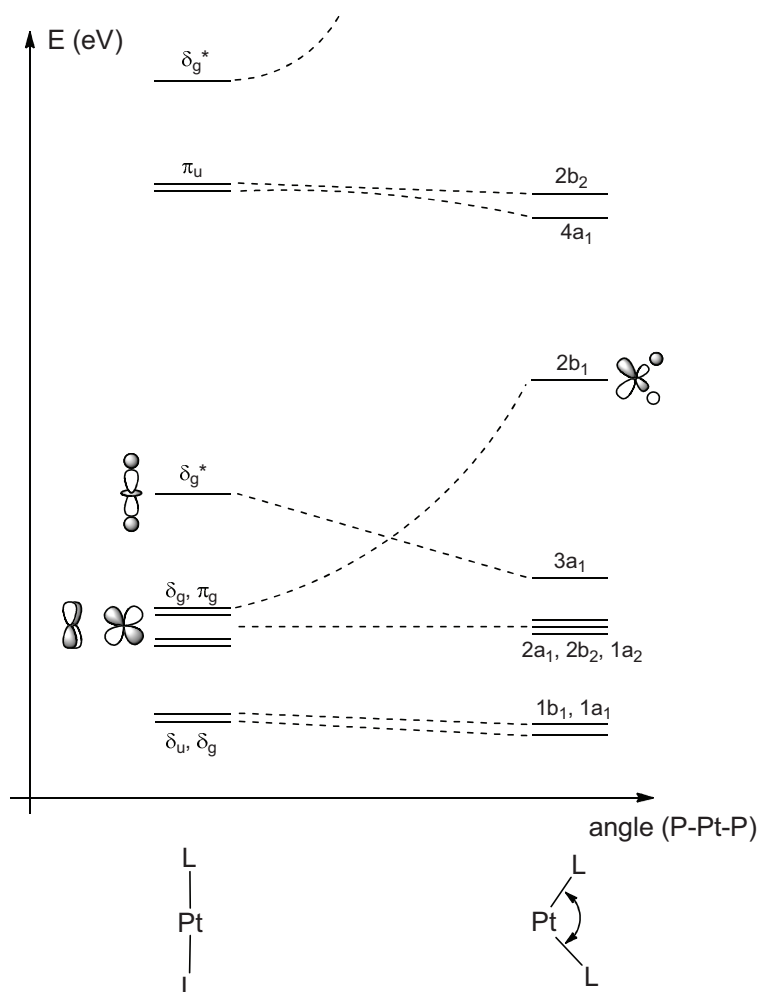 E (eV)
δg*
πu
2b2
4a1
2b1
δg*
3a1
δg, πg
2a1, 2b2, 1a2
1b1, 1a1
δu, δg
angle (P-Pt-P)
L
L
Pt
Pt
L
L